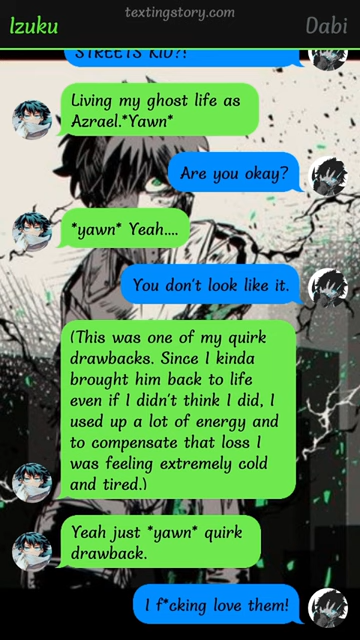 textingstory.com
Izuku
Dabi
STREETS KID?!
Living my ghost life as
Azrael.*Yawn*
Are you okay?
*yawn* Yeah....
You don't look like it.
(This was one of my quirk
drawbacks. Since I kinda
brought him back to life
even if I didn't think I did, I
used up a lot of energy and
to compensate that loss I
was feeling extremely cold
and tired.)
Yeah just *yawn* quirk
drawback.
I f*cking love them!